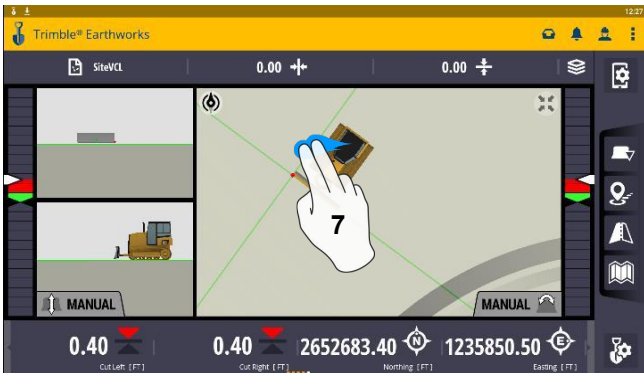 12:27
Trimble® Earthworks
SiteVCL
0.00
0.00
7
MANUAL
MANUAL
0.40
0.40
2652683.40
N
1235850.50
E
Cut Left [FT]
Cut Right [FT]
Northing [FT]
Easting [FT]